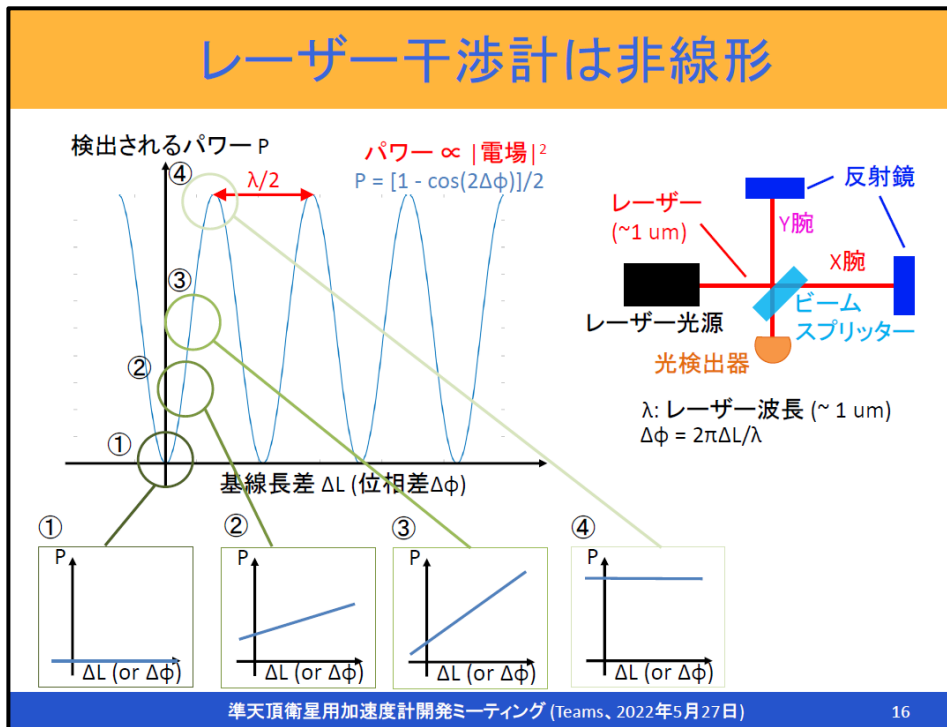 レーザー干渉計は非線形
検出されるパワー P
④
λ/2
パワー ∝ |電場|²
P = [1 - cos(2Δφ)]/2
③
②
①
基線長差 ΔL (位相差Δφ)
反射鏡
レーザー
(~1 um)
Y腕
X腕
レーザー光源
ビーム
スプリッター
光検出器
λ: レーザー波長 (~ 1 um)
Δφ = 2πΔL/λ
①
P
ΔL (or Δφ)
②
P
ΔL (or Δφ)
③
P
ΔL (or Δφ)
④
P
ΔL (or Δφ)
準天頂衛星用加速度計開発ミーティング (Teams、2022年5月27日)
16